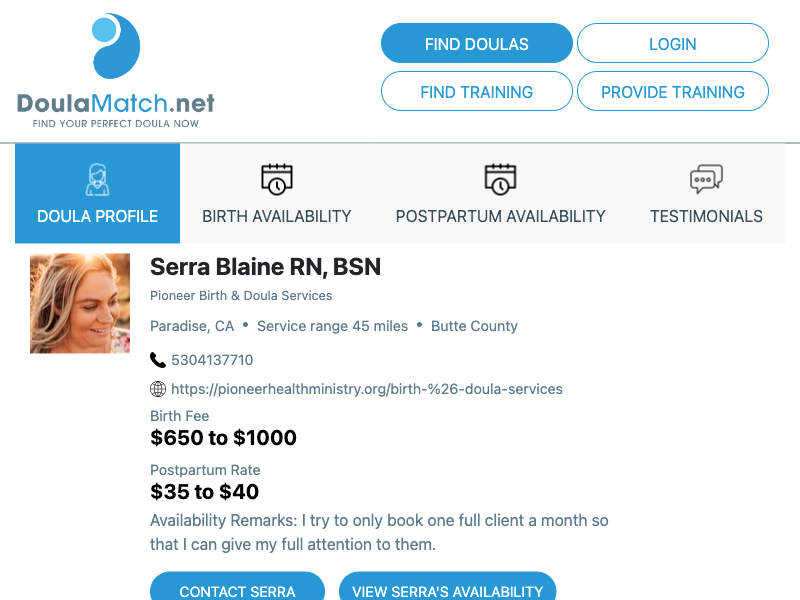 DoulaMatch.net
FIND YOUR PERFECT DOULA NOW
FIND DOULAS
LOGIN
FIND TRAINING
PROVIDE TRAINING
DOULA PROFILE
BIRTH AVAILABILITY
POSTPARTUM AVAILABILITY
TESTIMONIALS
Serra Blaine RN, BSN
Pioneer Birth & Doula Services
Paradise, CA • Service range 45 miles • Butte County
5304137710
https://pioneerhealthministry.org/birth-%26-doula-services
Birth Fee
$650 to $1000
Postpartum Rate
$35 to $40
Availability Remarks: I try to only book one full client a month so
that I can give my full attention to them.
CONTACT SERRA
VIEW SERRA'S AVAILABILITY